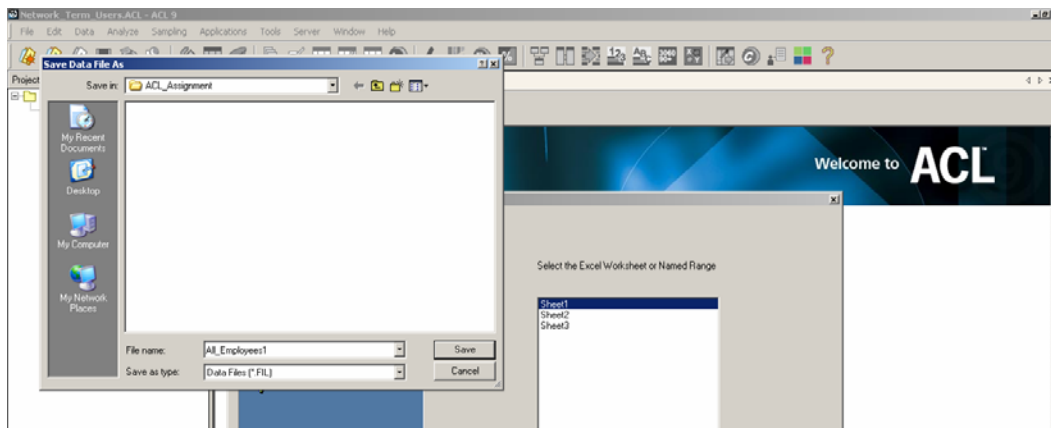 Network_Term_Users.ACL - ACL 9
File Edit Data Analyze Sampling Applications Tools Server Window Help
Save Data File As
Project
Save in: ACL_Assignment
My Recent Documents
Desktop
My Computer
My Network Places
File name: All_Employees1 Save
Save as type: Data Files (*.FIL) Cancel
Welcome to ACL
Select the Excel Worksheet or Named Range
Sheet1
Sheet2
Sheet3